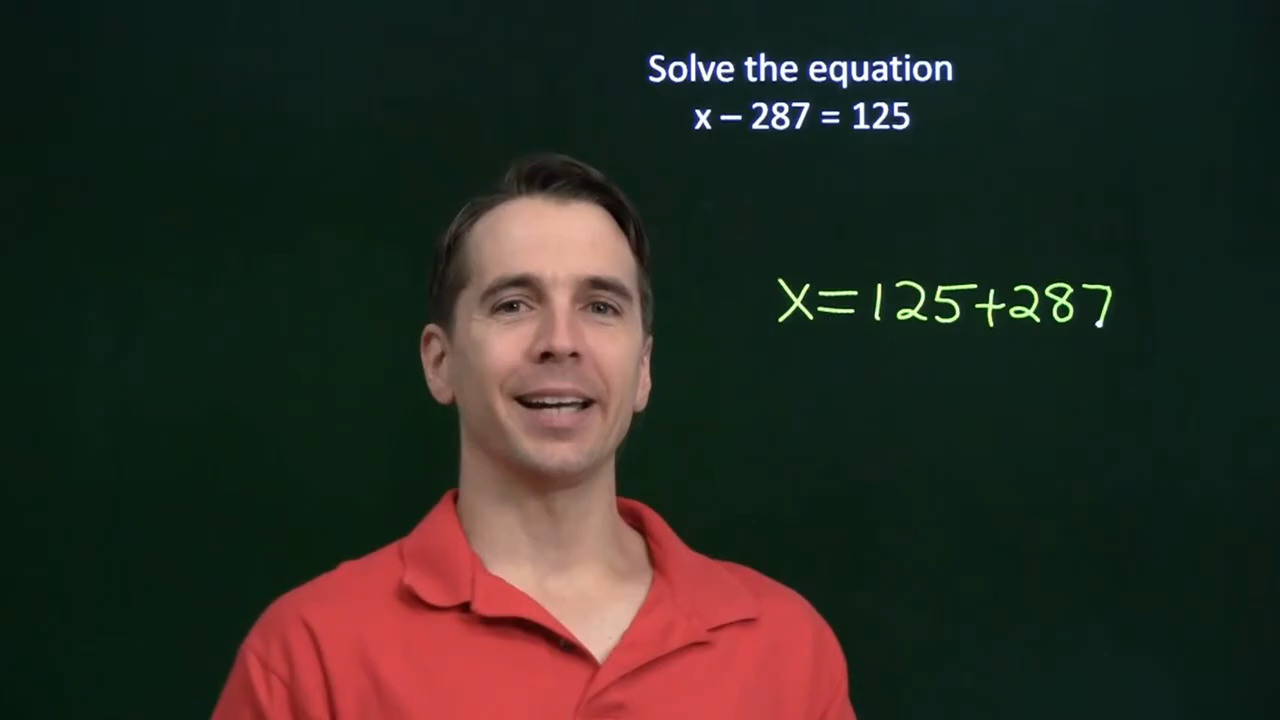 Solve the equation
x – 287 = 125
x=125+287